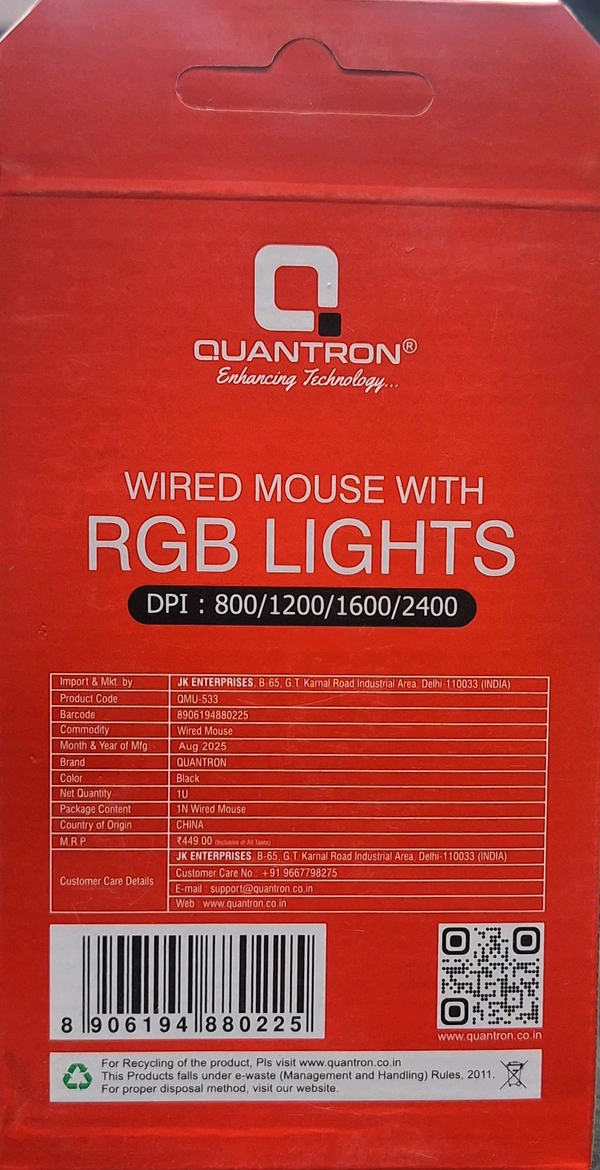 QUANTRON®
Enhancing Technology...
WIRED MOUSE WITH
RGB LIGHTS
DPI : 800/1200/1600/2400
Import & Mkt. by JK ENTERPRISES, B-65, G.T. Karnal Road Industrial Area, Delhi-110033 (INDIA)
Product Code QMU-533
Barcode 8906194880225
Commodity Wired Mouse
Month & Year of Mfg. Aug 2025
Brand QUANTRON
Color Black
Net Quantity 1U
Package Content 1N Wired Mouse
Country of Origin CHINA
M.R.P ₹449.00 (Inclusive of All Taxes)
Customer Care Details JK ENTERPRISES, B-65, G.T. Karnal Road Industrial Area, Delhi-110033 (INDIA)
Customer Care No.: +91 9667798275
E-mail : support@quantron.co.in
Web : www.quantron.co.in
8 906194 880225
www.quantron.co.in
For Recycling of the product, Pls visit www.quantron.co.in
This Products falls under e-waste (Management and Handling) Rules, 2011.
For proper disposal method, visit our website.